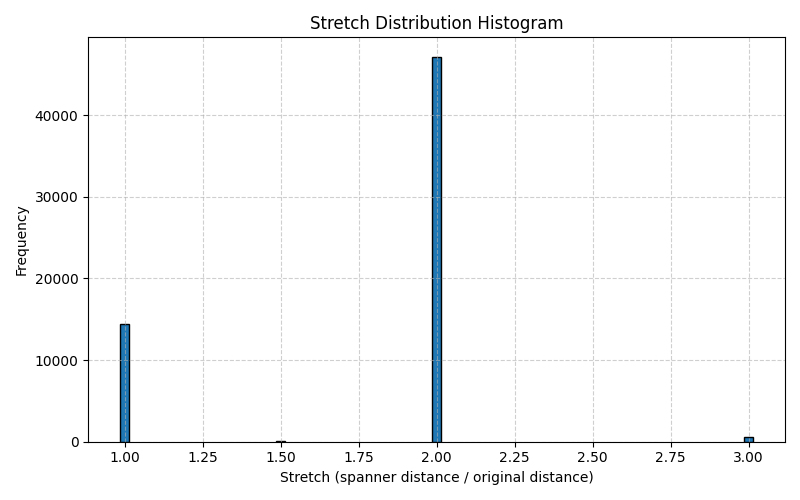 Stretch Distribution Histogram
Frequency
40000
30000
20000
10000
0
1.00 1.25 1.50 1.75 2.00 2.25 2.50 2.75 3.00
Stretch (spanner distance / original distance)